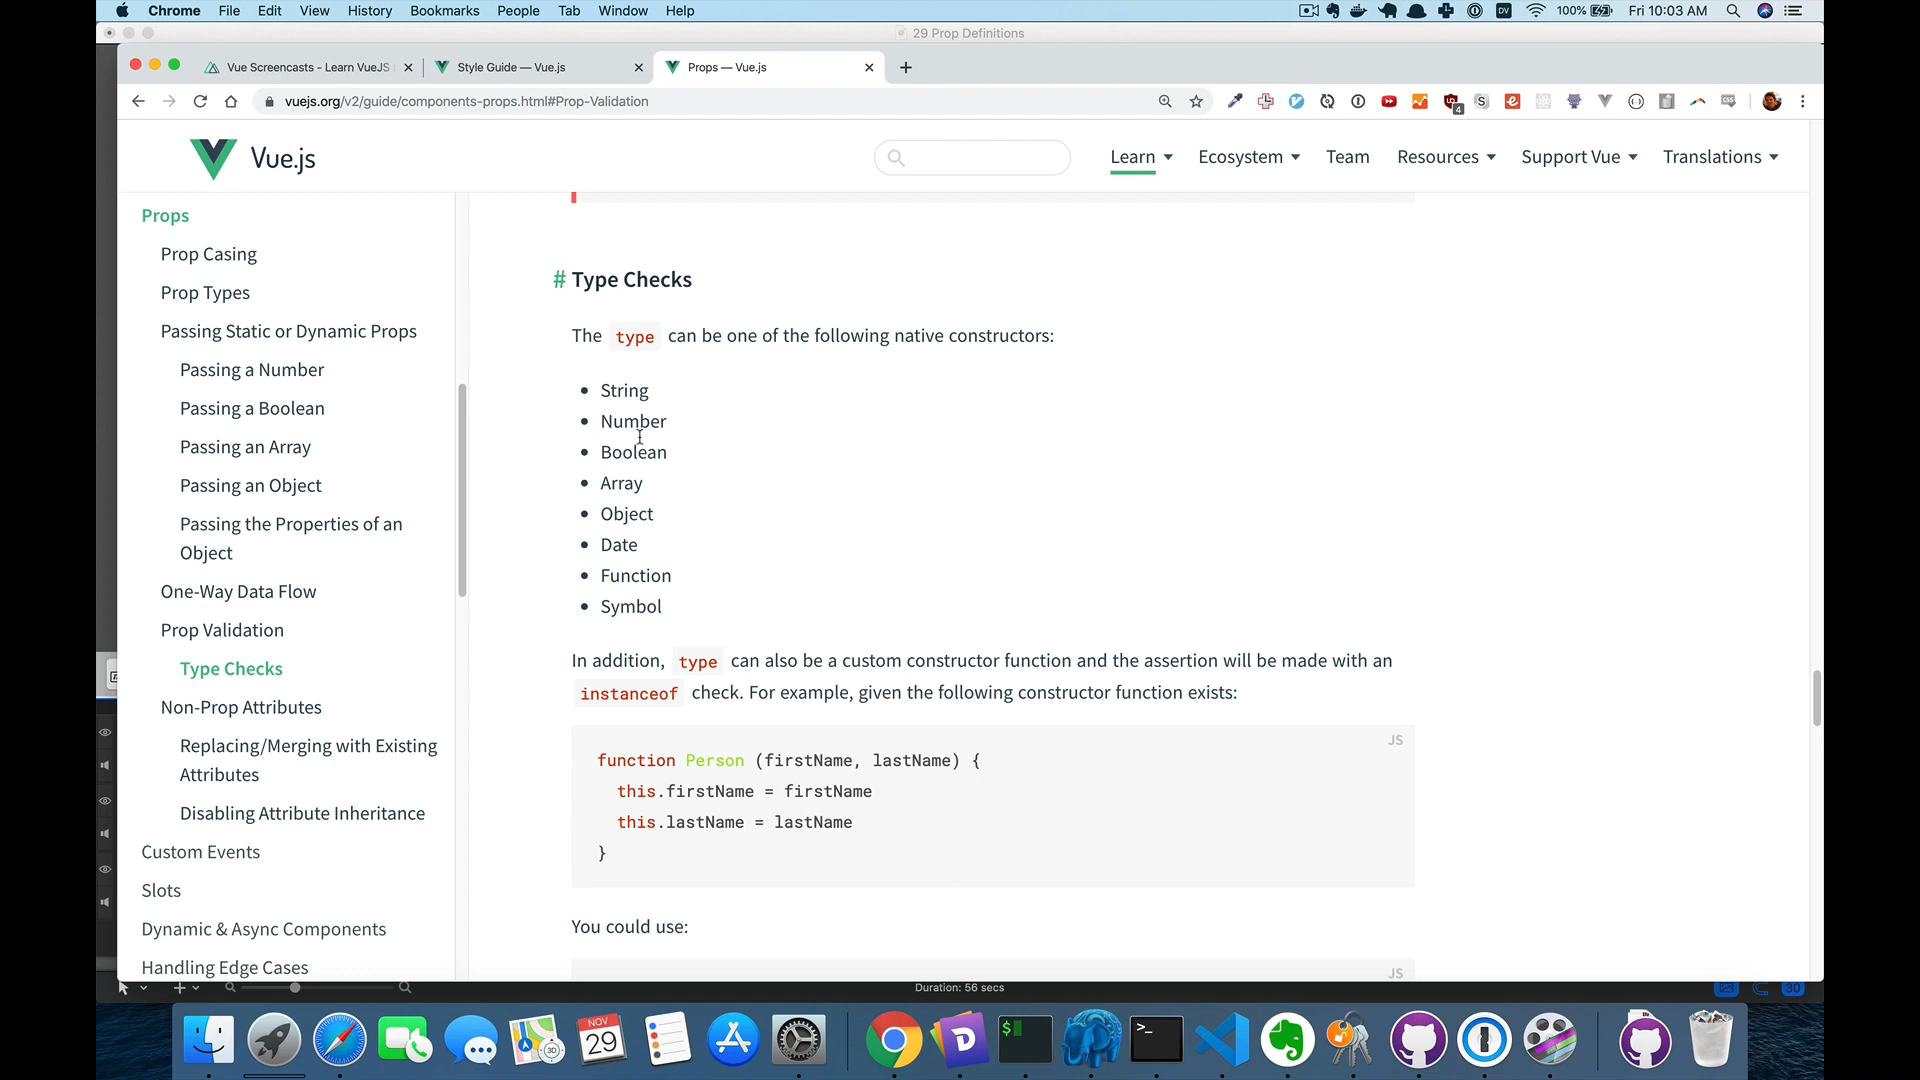 Chrome File Edit View History Bookmarks People Tab Window Help
DV 100% Fri 10:03 AM
29 Prop Definitions
Vue Screencasts - Learn VueJS
Style Guide — Vue.js
Props — Vue.js
vuejs.org/v2/guide/components-props.html#Prop-Validation
4
S
CSS
Vue.js
Learn
Ecosystem
Team
Resources
Support Vue
Translations
Props
Prop Casing
Prop Types
Passing Static or Dynamic Props
Passing a Number
Passing a Boolean
Passing an Array
Passing an Object
Passing the Properties of an
Object
One-Way Data Flow
Prop Validation
Type Checks
Non-Prop Attributes
Replacing/Merging with Existing
Attributes
Disabling Attribute Inheritance
Custom Events
Slots
Dynamic & Async Components
Handling Edge Cases
# Type Checks
The type can be one of the following native constructors:
• String
• Number
• Boolean
• Array
• Object
• Date
• Function
• Symbol
In addition, type can also be a custom constructor function and the assertion will be made with an
instanceof check. For example, given the following constructor function exists:
JS
function Person (firstName, lastName) {
this.firstName = firstName
this.lastName = lastName
}
You could use:
JS
Duration: 56 secs
30
3D
NOV
29
D
$
>_